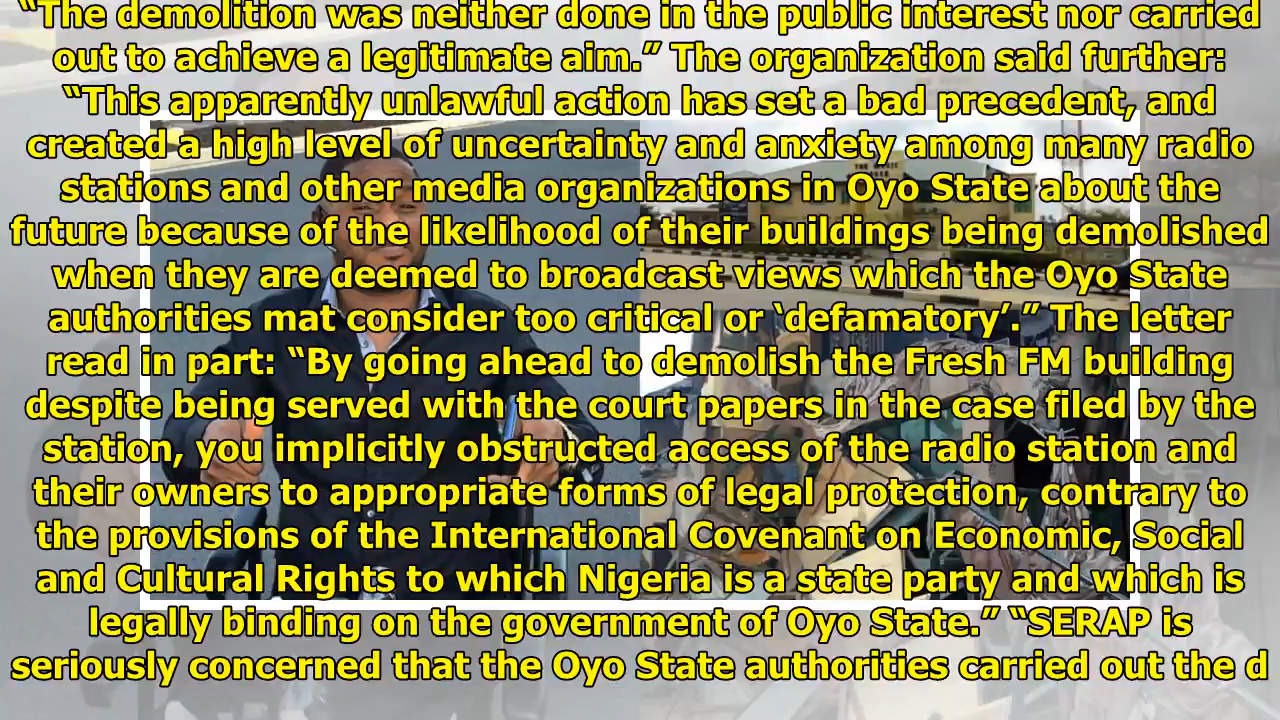 “The demolition was neither done in the public interest nor carried
out to achieve a legitimate aim.” The organization said further:
“This apparently unlawful action has set a bad precedent, and
created a high level of uncertainty and anxiety among many radio
stations and other media organizations in Oyo State about the
future because of the likelihood of their buildings being demolished
when they are deemed to broadcast views which the Oyo State
authorities mat consider too critical or ‘defamatory’.” The letter
read in part: “By going ahead to demolish the Fresh FM building
despite being served with the court papers in the case filed by the
station, you implicitly obstructed access of the radio station and
their owners to appropriate forms of legal protection, contrary to
the provisions of the International Covenant on Economic, Social
and Cultural Rights to which Nigeria is a state party and which is
legally binding on the government of Oyo State.” “SERAP is
seriously concerned that the Oyo State authorities carried out the d